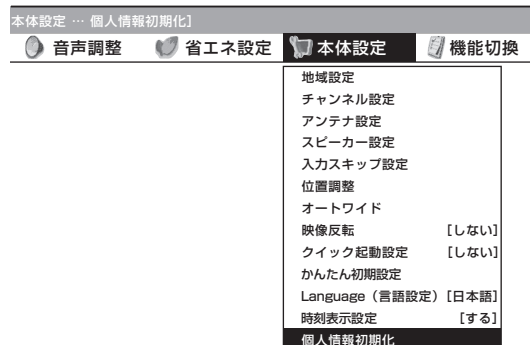 本体設定 … 個人情報初期化]
音声調整 省エネ設定 本体設定 機能切換
地域設定
チャンネル設定
アンテナ設定
スピーカー設定
入力スキップ設定
位置調整
オートワイド
映像反転 [しない]
クイック起動設定 [しない]
かんたん初期設定
Language（言語設定）[日本語]
時刻表示設定 [する]
個人情報初期化